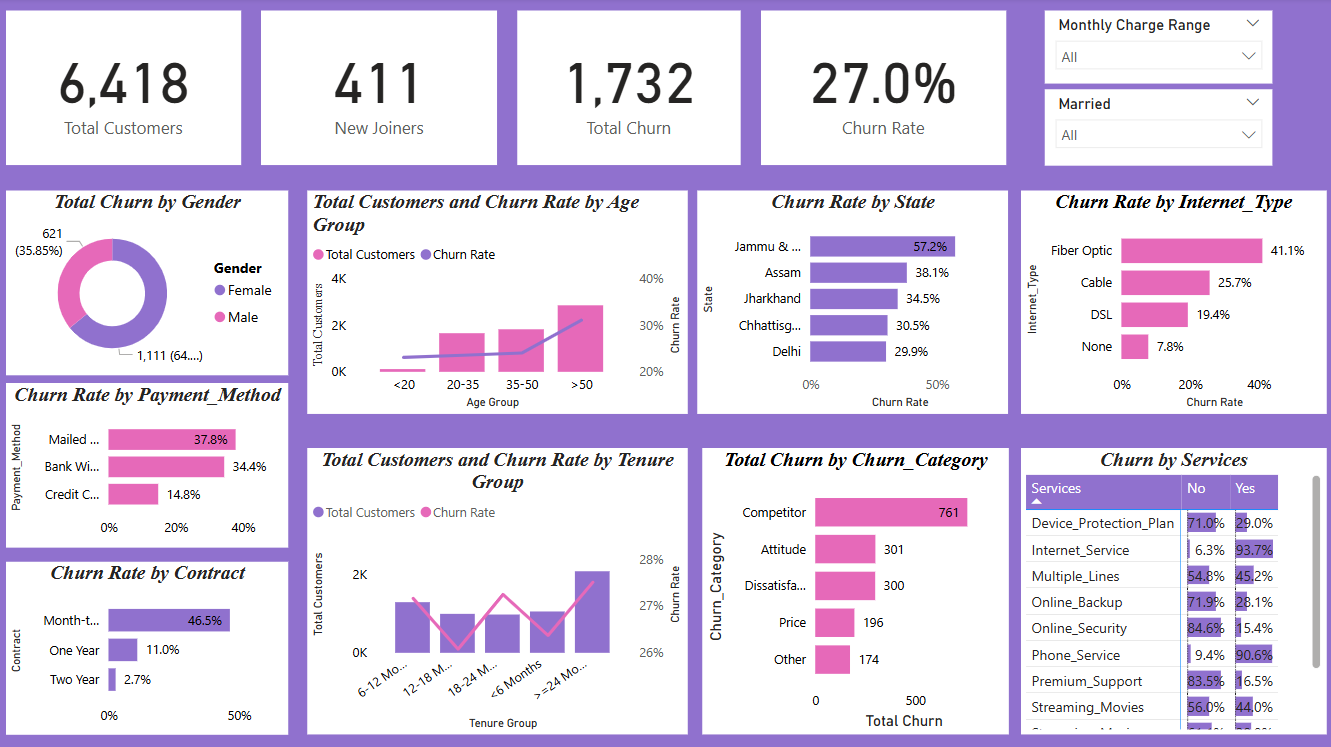 6,418
Total Customers
411
New Joiners
1,732
Total Churn
27.0%
Churn Rate
Monthly Charge Range
All
Married
All
Total Churn by Gender
621
(35.85%)
1,111 (64....)
Gender
Female
Male
Total Customers and Churn Rate by Age
Group
Total Customers Churn Rate
Total Customers
4K
2K
0K
40%
30%
20%
Churn Rate
<20 20-35 35-50 >50
Age Group
Churn Rate by State
State
Jammu & ... 57.2%
Assam 38.1%
Jharkhand 34.5%
Chhattisg... 30.5%
Delhi 29.9%
0% 50%
Churn Rate
Churn Rate by Internet_Type
Internet_Type
Fiber Optic 41.1%
Cable 25.7%
DSL 19.4%
None 7.8%
0% 20% 40%
Churn Rate
Churn Rate by Payment_Method
Payment_Method
Mailed ... 37.8%
Bank Wi... 34.4%
Credit C... 14.8%
0% 20% 40%
Churn Rate by Contract
Contract
Month-t... 46.5%
One Year 11.0%
Two Year 2.7%
0% 50%
Total Customers and Churn Rate by Tenure
Group
Total Customers Churn Rate
Total Customers
2K
0K
28%
27%
26%
Churn Rate
6-12 Mo... 12-18 M... 18-24 M... <6 Months >=24 Mo...
Tenure Group
Total Churn by Churn_Category
Churn_Category
Competitor 761
Attitude 301
Dissatisfa... 300
Price 196
Other 174
0 500
Total Churn
Churn by Services
Services No Yes
Device_Protection_Plan 71.0% 29.0%
Internet_Service 6.3% 93.7%
Multiple_Lines 54.8% 45.2%
Online_Backup 71.9% 28.1%
Online_Security 84.6% 15.4%
Phone_Service 9.4% 90.6%
Premium_Support 83.5% 16.5%
Streaming_Movies 56.0% 44.0%